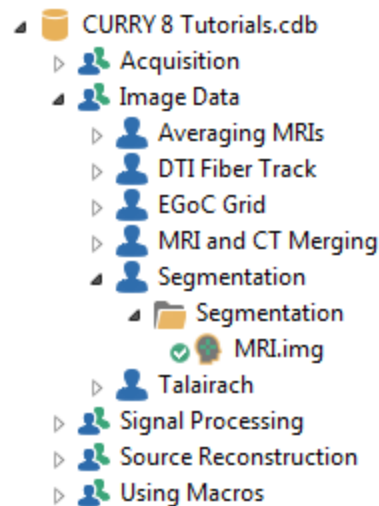 CURRY 8 Tutorials.cdb
Acquisition
Image Data
Averaging MRIs
DTI Fiber Track
EGoC Grid
MRI and CT Merging
Segmentation
Segmentation
MRI.img
Talairach
Signal Processing
Source Reconstruction
Using Macros